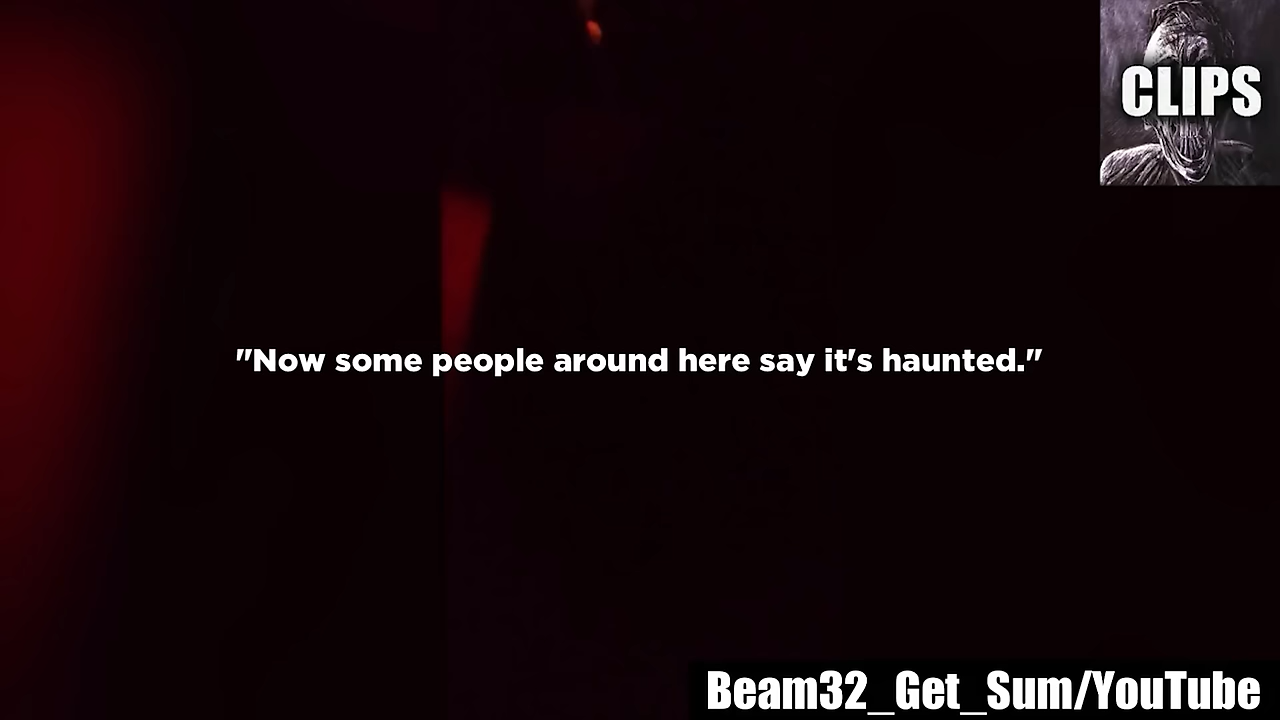 CLIPS
"Now some people around here say it's haunted."
Beam32_Get_Sum/YouTube